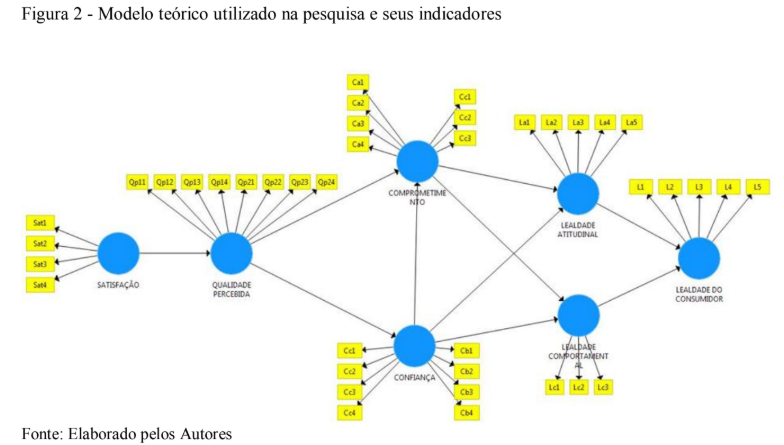 Figura 2 - Modelo teórico utilizado na pesquisa e seus indicadores
Ca1
Ca2
Ca3
Ca4
Cc1
Cc2
Cc3
COMPROMETIME
NTO
La1 La2 La3 La4 La5
LEALDADE
ATITUDINAL
Qp11 Qp12 Qp13 Qp14 Qp21 Qp22 Qp23 Qp24
QUALIDADE
PERCEBIDA
L1 L2 L3 L4 L5
LEALDADE DO
CONSUMIDOR
Sat1
Sat2
Sat3
Sat4
SATISFAÇÃO
Cc1
Cc2
Cc3
Cc4
CONFIANÇA
Cb1
Cb2
Cb3
Cb4
LEALDADE
COMPORTAMENT
AL
Lc1 Lc2 Lc3
Fonte: Elaborado pelos Autores